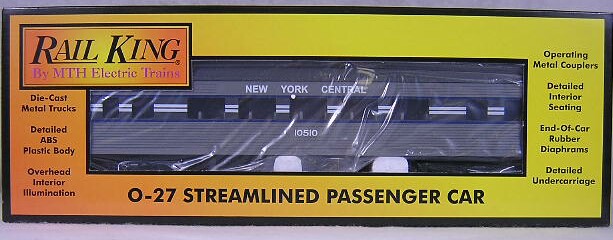 RAIL KING®
By MTH Electric Trains
Die-Cast
Metal Trucks
Detailed
ABS
Plastic Body
Overhead
Interior
Illumination
NEW YORK CENTRAL
10510
Operating
Metal Couplers
Detailed
Interior
Seating
End-Of-Car
Rubber
Diaphrams
Detailed
Undercarriage
O-27 STREAMLINED PASSENGER CAR